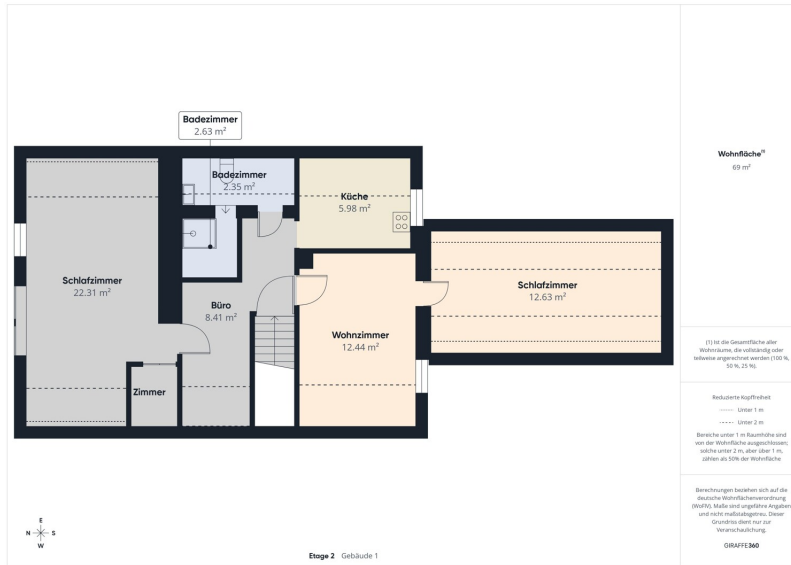 Badezimmer
2.63 m²
Badezimmer
2.35 m²
Küche
5.98 m²
Schlafzimmer
22.31 m²
Büro
8.41 m²
Wohnzimmer
12.44 m²
Schlafzimmer
12.63 m²
Zimmer
E
N S
W
Etage 2 Gebäude 1
Wohnfläche⁽¹⁾
69 m²
(1) Ist die Gesamtfläche aller
Wohnräume, die vollständig oder
teilweise angerechnet werden (100 %,
50 %, 25 %).
Reduzierte Kopffreiheit
Unter 1 m
Unter 2 m
Bereiche unter 1 m Raumhöhe sind
von der Wohnfläche ausgeschlossen;
solche unter 2 m, aber über 1 m,
zählen als 50% der Wohnfläche
Berechnungen beziehen sich auf die
deutsche Wohnflächenverordnung
(WoFlV). Maße sind ungefähre Angaben
und nicht maßstabsgetreu. Dieser
Grundriss dient nur zur
Veranschaulichung.
GIRAFFE360